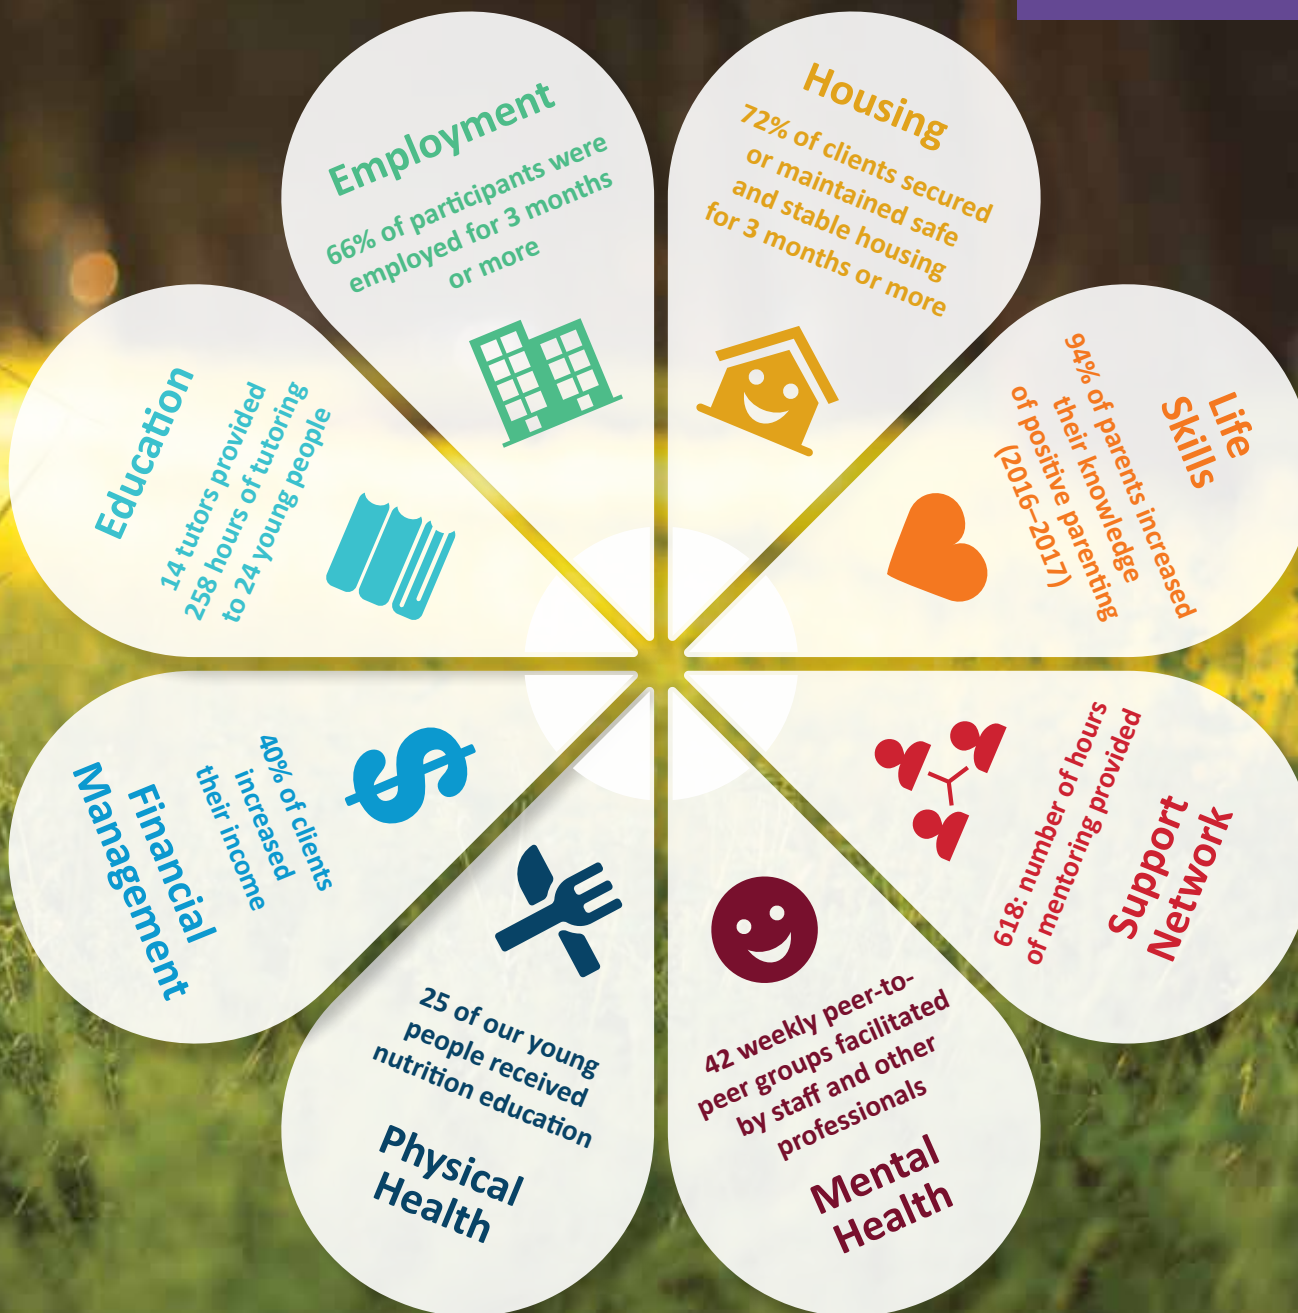 Employment
66% of participants were
employed for 3 months
or more
Housing
72% of clients secured
or maintained safe
and stable housing
for 3 months or more
Life
Skills
94% of parents increased
their knowledge
of positive parenting
(2016–2017)
Support
Network
618: number of hours
of mentoring provided
42 weekly peer-to-
peer groups facilitated
by staff and other
professionals
Mental
Health
25 of our young
people received
nutrition education
Physical
Health
Financial
Management
40% of clients
increased
their income
Education
14 tutors provided
258 hours of tutoring
to 24 young people